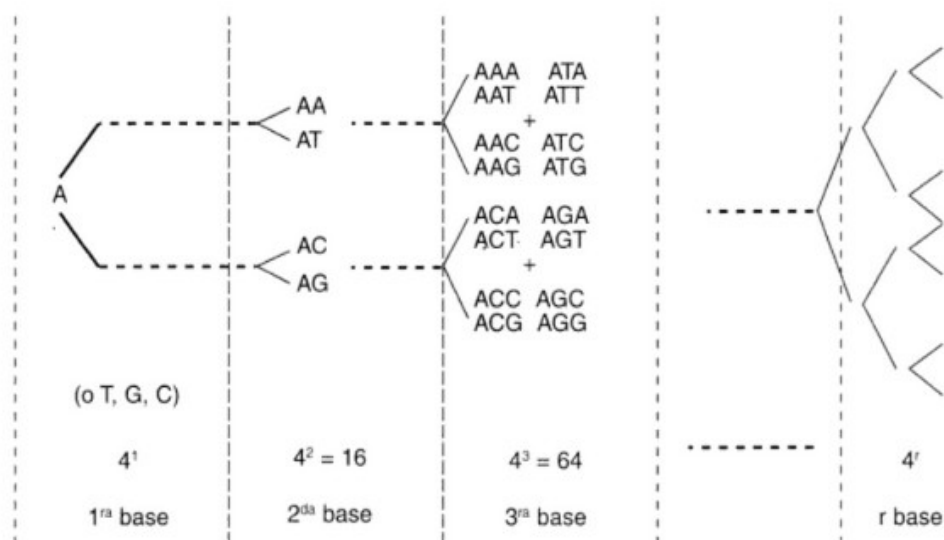 AAA ATA
AAT ATT
+
AAC ATC
AAG ATG
AA
AT
A
AC
AG
ACA AGA
ACT AGT
+
ACC AGC
ACG AGG
(o T, G, C)
4¹ 4² = 16 4³ = 64 4ʳ
1ʳᵃ base 2ᵈᵃ base 3ʳᵃ base r base